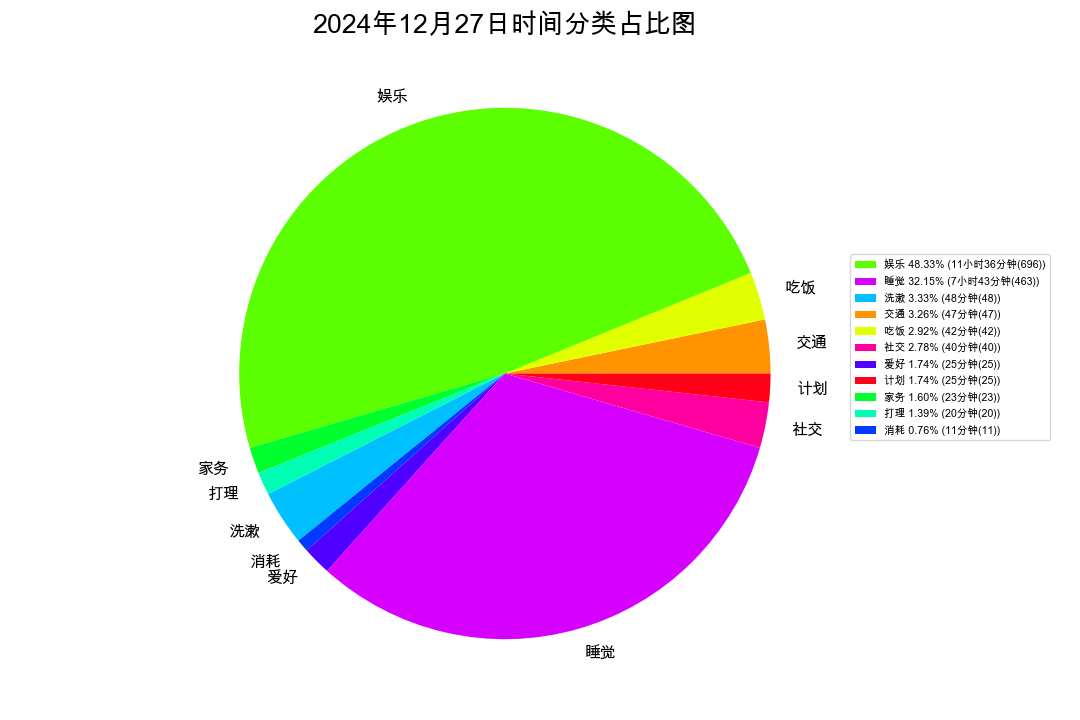 2024年12月27日时间分类占比图
娱乐
吃饭
交通
计划
社交
家务
打理
洗漱
消耗
爱好
睡觉
娱乐 48.33% (11小时36分钟(696))
睡觉 32.15% (7小时43分钟(463))
洗漱 3.33% (48分钟(48))
交通 3.26% (47分钟(47))
吃饭 2.92% (42分钟(42))
社交 2.78% (40分钟(40))
爱好 1.74% (25分钟(25))
计划 1.74% (25分钟(25))
家务 1.60% (23分钟(23))
打理 1.39% (20分钟(20))
消耗 0.76% (11分钟(11))